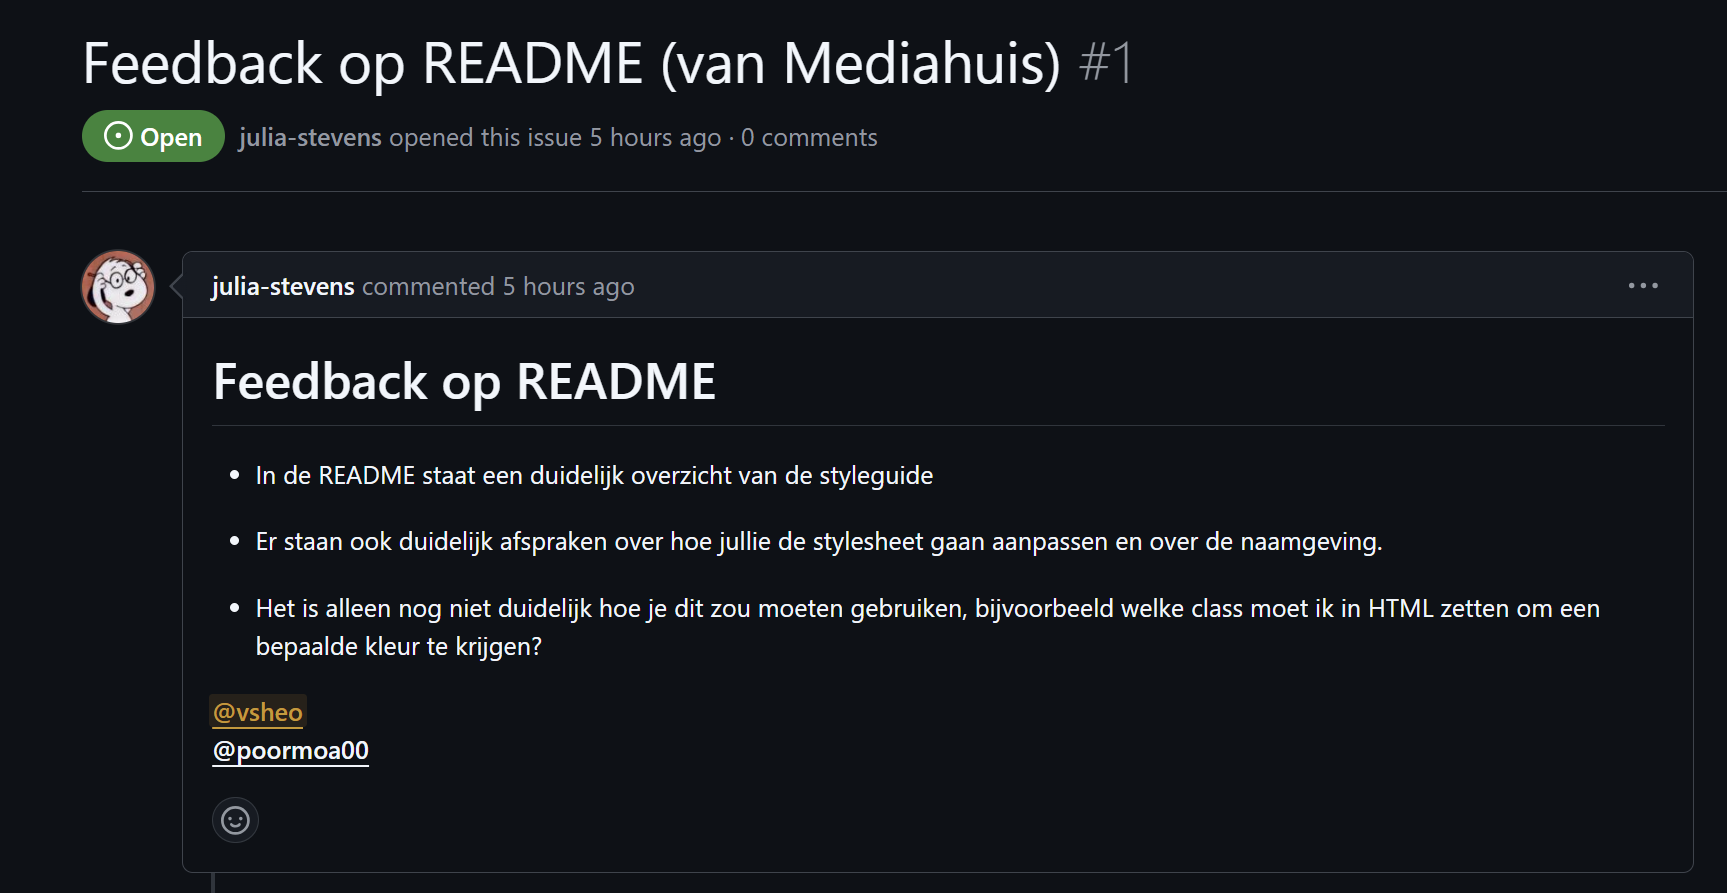 Feedback op README (van Mediahuis) #1
Open julia-stevens opened this issue 5 hours ago · 0 comments
julia-stevens commented 5 hours ago
Feedback op README
• In de README staat een duidelijk overzicht van de styleguide
• Er staan ook duidelijk afspraken over hoe jullie de stylesheet gaan aanpassen en over de naamgeving.
• Het is alleen nog niet duidelijk hoe je dit zou moeten gebruiken, bijvoorbeeld welke class moet ik in HTML zetten om een
bepaalde kleur te krijgen?
@vsheo
@poormoa00